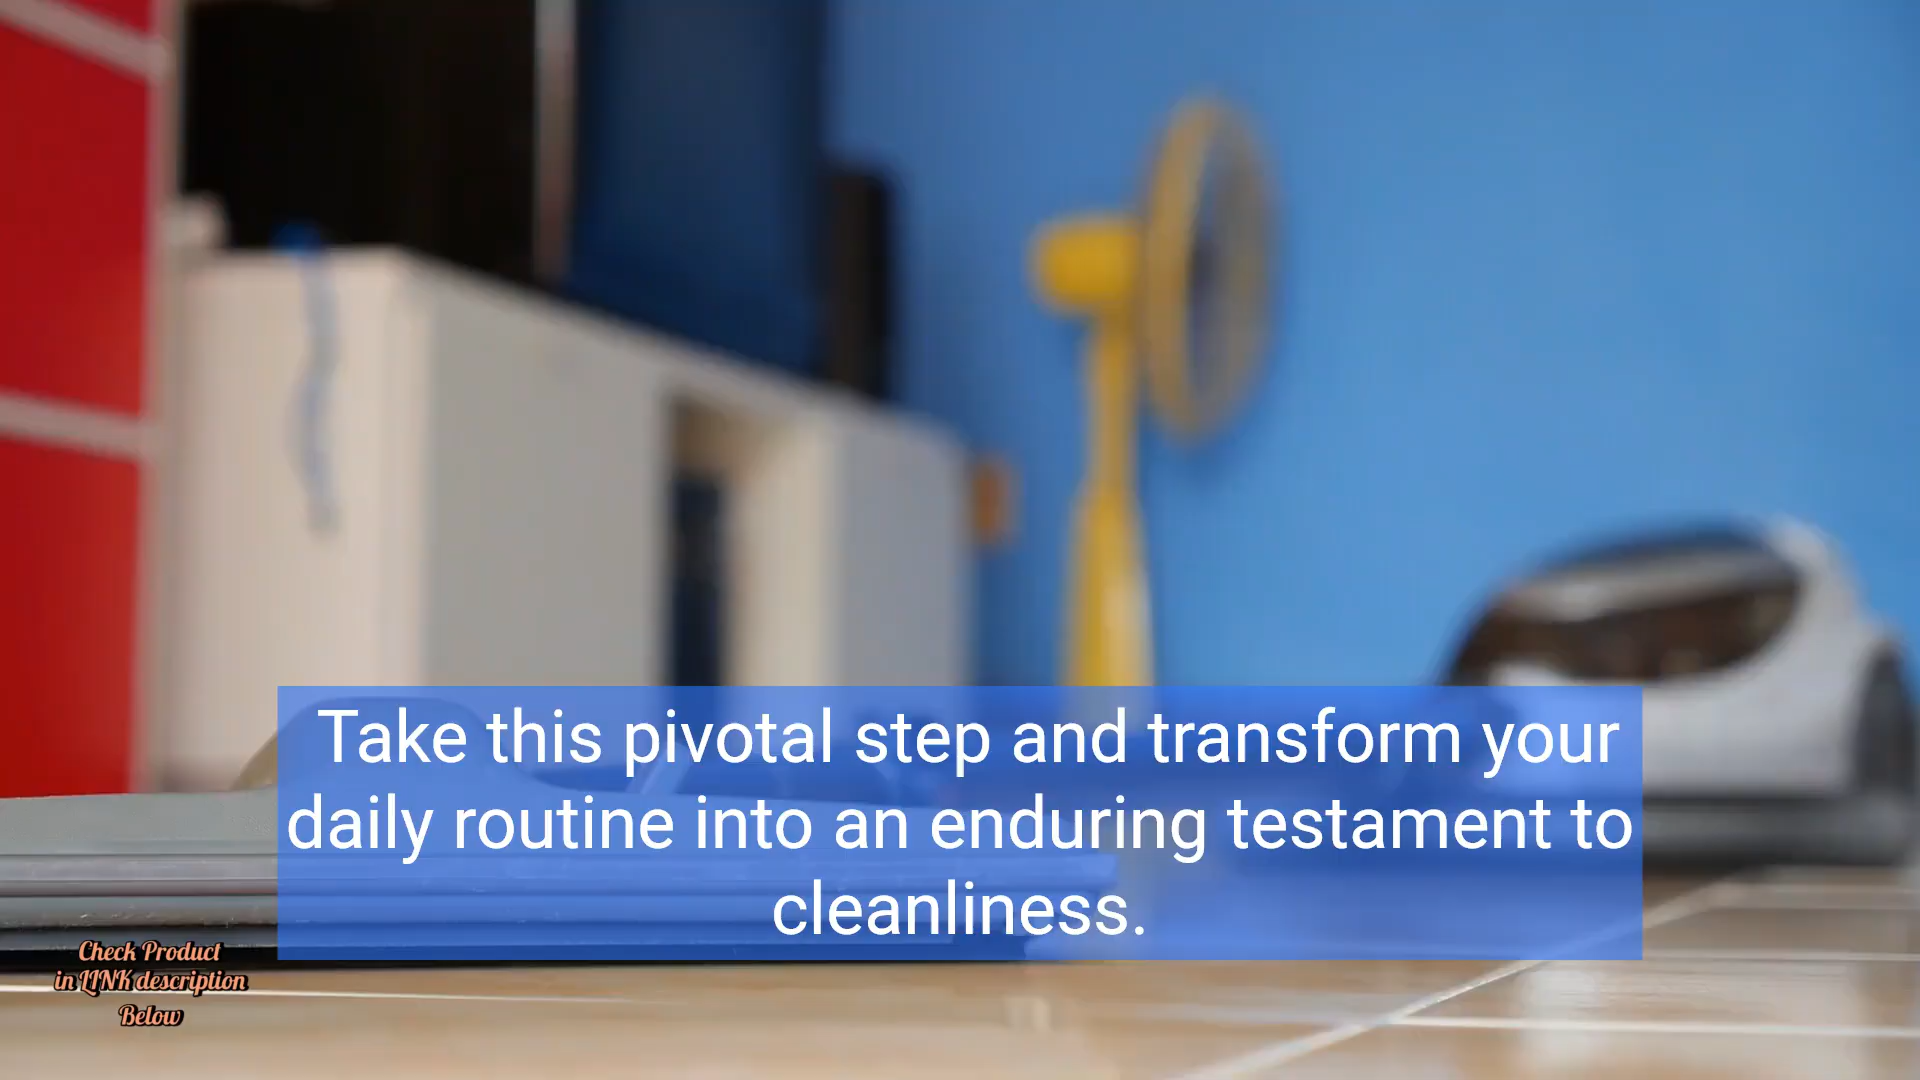 Take this pivotal step and transform your
daily routine into an enduring testament to
cleanliness.
Check Product
in LINK description
Below